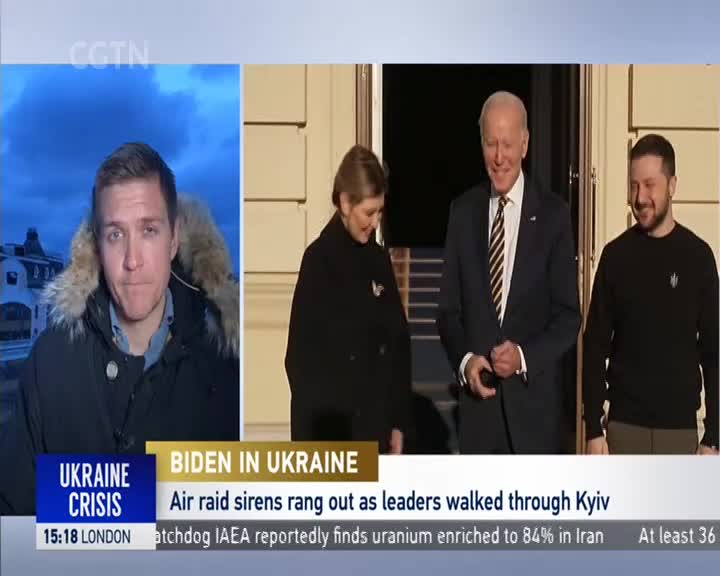 CGTN
BIDEN IN UKRAINE
UKRAINE
CRISIS
Air raid sirens rang out as leaders walked through Kyiv
15:18 LONDON
atchdog IAEA reportedly finds uranium enriched to 84% in Iran At least 36